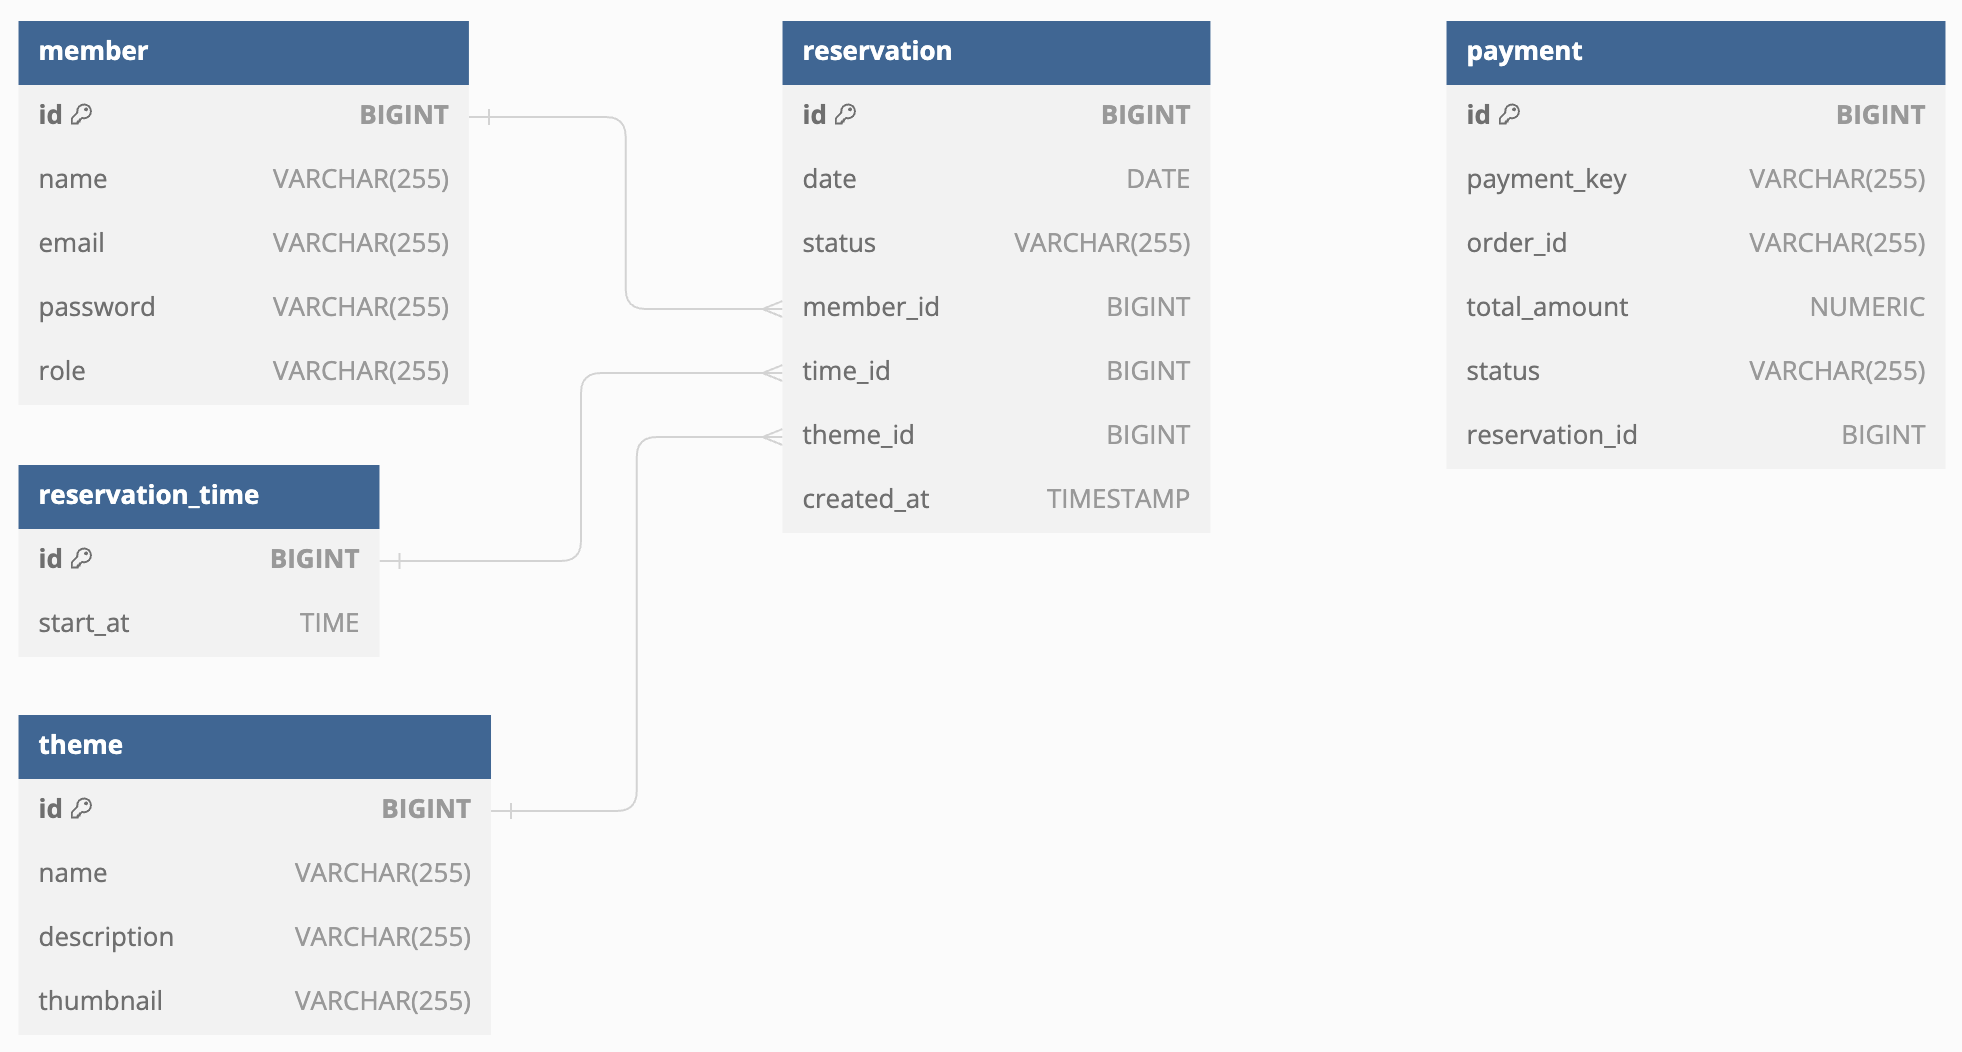 member
id BIGINT
name VARCHAR(255)
email VARCHAR(255)
password VARCHAR(255)
role VARCHAR(255)
reservation_time
id BIGINT
start_at TIME
theme
id BIGINT
name VARCHAR(255)
description VARCHAR(255)
thumbnail VARCHAR(255)
reservation
id BIGINT
date DATE
status VARCHAR(255)
member_id BIGINT
time_id BIGINT
theme_id BIGINT
created_at TIMESTAMP
payment
id BIGINT
payment_key VARCHAR(255)
order_id VARCHAR(255)
total_amount NUMERIC
status VARCHAR(255)
reservation_id BIGINT